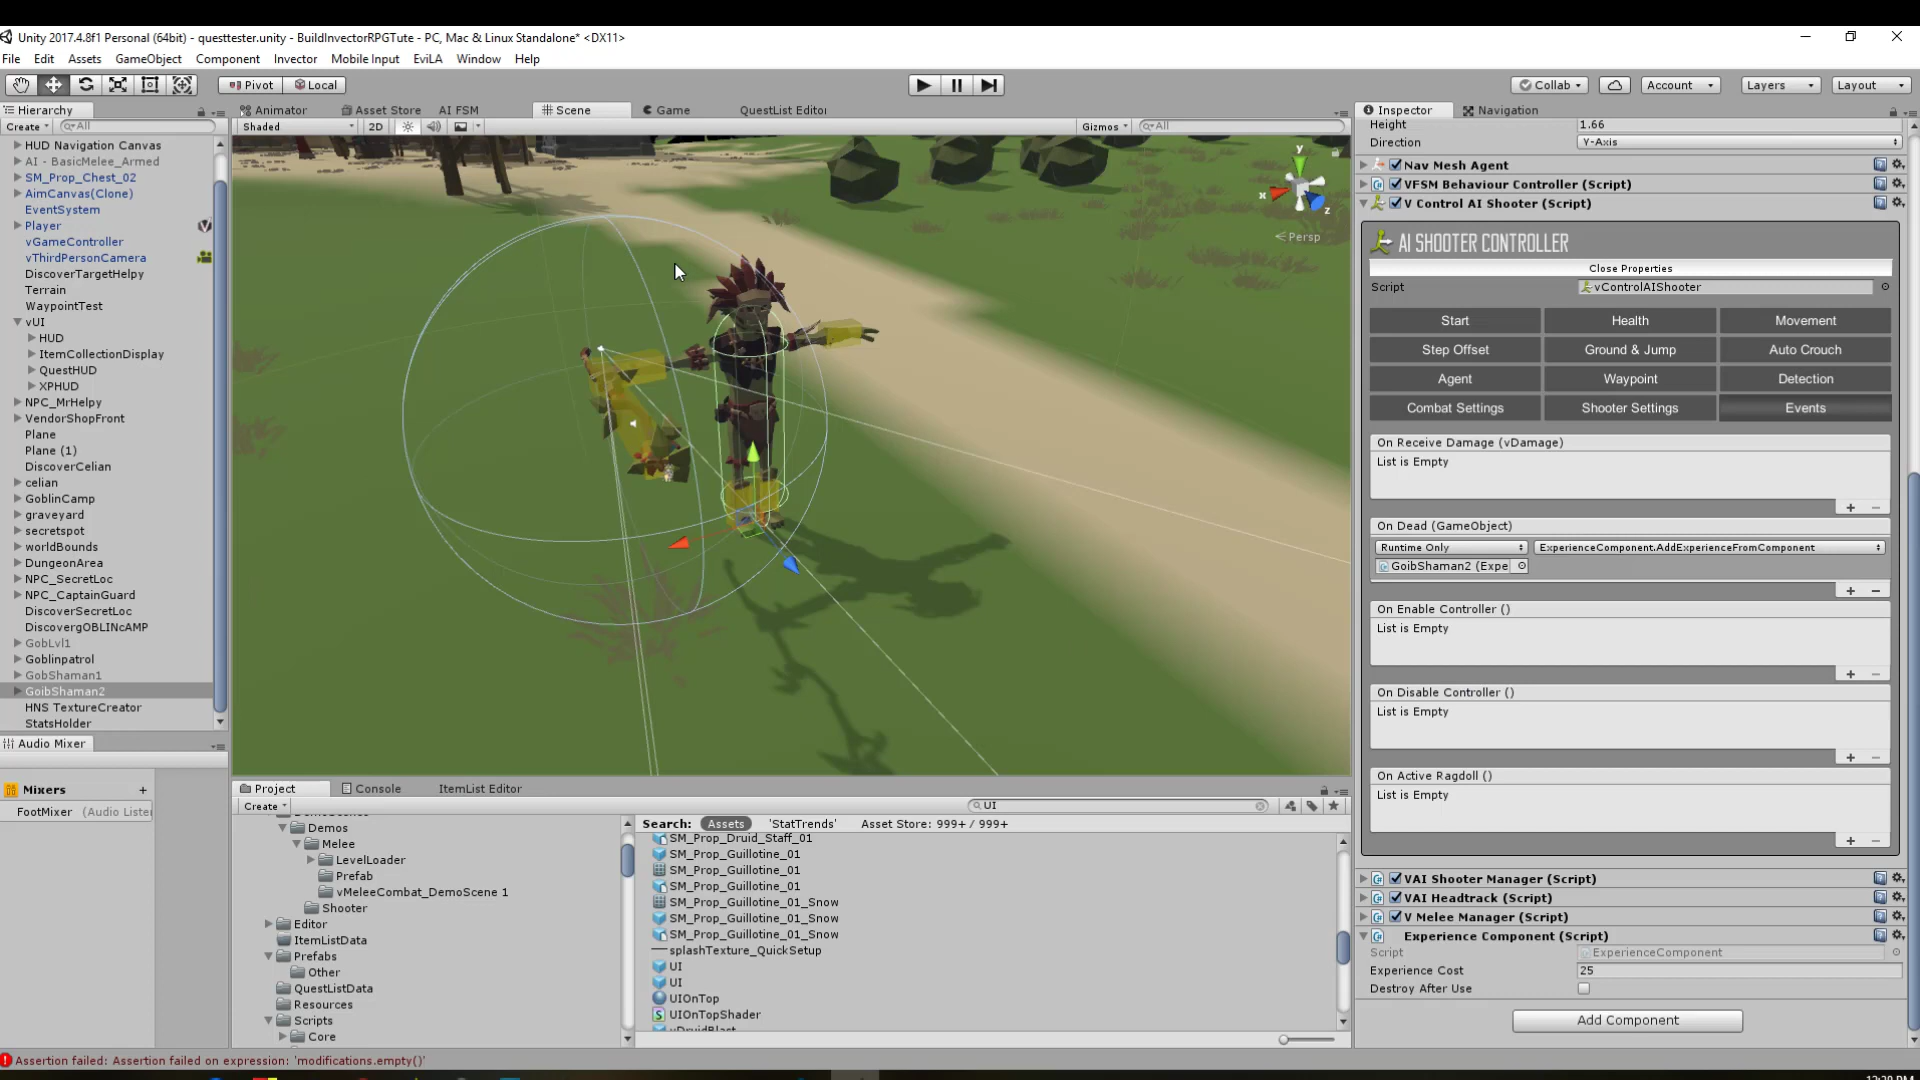 Unity 2017.4.8f1 Personal (64bit) - questtester.unity - BuildInvectorRPGTute - PC, Mac & Linux Standalone* <DX11>
File Edit Assets GameObject Component Invector Mobile Input EviLA Window Help
Pivot Local Collab Account Layers Layout
Hierarchy
Create All
HUD Navigation Canvas
AI - BasicMelee_Armed
SM_Prop_Chest_02
AimCanvas(Clone)
EventSystem
Player
vGameController
vThirdPersonCamera
DiscoverTargetHelpy
Terrain
WaypointTest
vUI
HUD
ItemCollectionDisplay
QuestHUD
XPHUD
NPC_MrHelpy
VendorShopFront
Plane
Plane (1)
DiscoverCelian
celian
GoblinCamp
graveyard
secretspot
worldBounds
DungeonArea
NPC_SecretLoc
NPC_CaptainGuard
DiscoverSecretLoc
DiscovergOBLINcAMP
GobLvl1
Goblinpatrol
GobShaman1
GoibShaman2
HNS TextureCreator
StatsHolder
Audio Mixer
Mixers +
FootMixer (Audio Lister
Animator Asset Store AI FSM Scene Game QuestList Editor
Shaded 2D Gizmos All
y
x
z
Persp
Project Console ItemList Editor
Create UI
Demos
Melee
LevelLoader
Prefab
vMeleeCombat_DemoScene 1
Shooter
Editor
ItemListData
Prefabs
Other
QuestListData
Resources
Scripts
Core
Search: Assets 'StatTrends' Asset Store: 999+ / 999+
SM_Prop_Druid_Staff_01
SM_Prop_Guillotine_01
SM_Prop_Guillotine_01
SM_Prop_Guillotine_01
SM_Prop_Guillotine_01_Snow
SM_Prop_Guillotine_01_Snow
SM_Prop_Guillotine_01_Snow
splashTexture_QuickSetup
UI
UI
UIOnTop
UIOnTopShader
vDruidBlast
Inspector Navigation
Height 1.66
Direction Y-Axis
Nav Mesh Agent
VFSM Behaviour Controller (Script)
V Control AI Shooter (Script)
AI SHOOTER CONTROLLER
Close Properties
Script vControlAIShooter
Start Health Movement
Step Offset Ground & Jump Auto Crouch
Agent Waypoint Detection
Combat Settings Shooter Settings Events
On Receive Damage (vDamage)
List is Empty
+ −
On Dead (GameObject)
Runtime Only ExperienceComponent.AddExperienceFromComponent
GoibShaman2 (Expe
+ −
On Enable Controller ()
List is Empty
+ −
On Disable Controller ()
List is Empty
+ −
On Active Ragdoll ()
List is Empty
+ −
VAI Shooter Manager (Script)
VAI Headtrack (Script)
V Melee Manager (Script)
Experience Component (Script)
Script ExperienceComponent
Experience Cost 25
Destroy After Use
Add Component
Assertion failed: Assertion failed on expression: 'modifications.empty()'